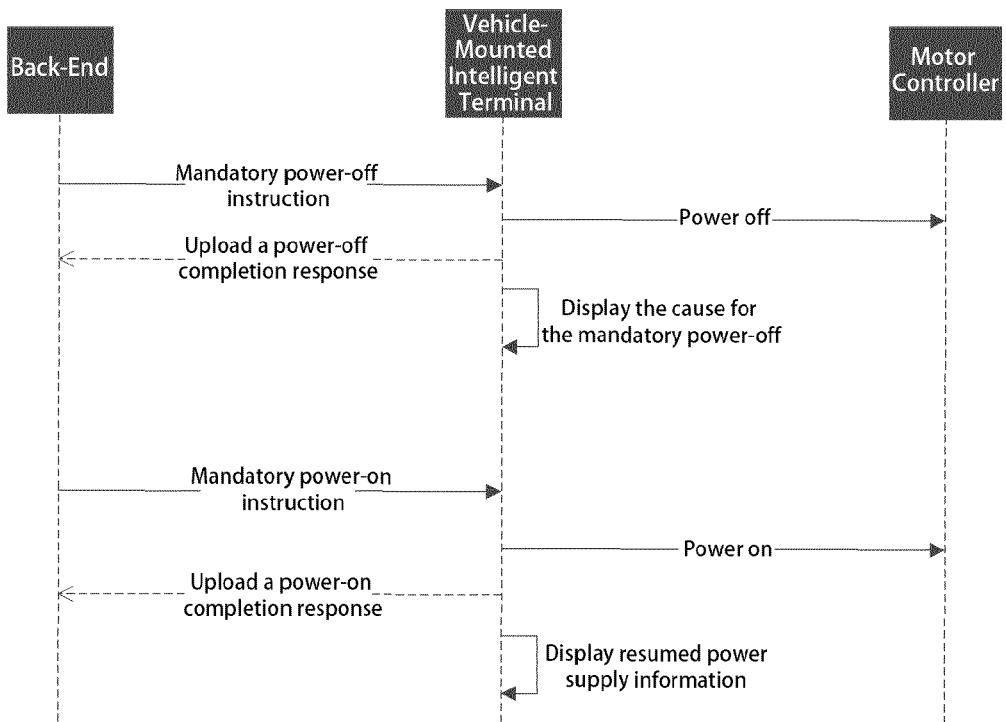 Back-End
Vehicle-
Mounted
Intelligent
Terminal
Motor
Controller
Mandatory power-off
instruction
Power off
Upload a power-off
completion response
Display the cause for
the mandatory power-off
Mandatory power-on
instruction
Power on
Upload a power-on
completion response
Display resumed power
supply information